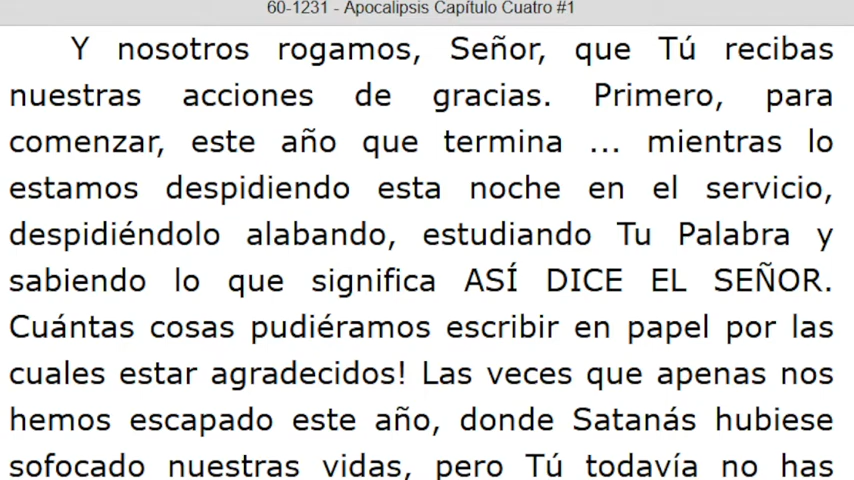 60-1231 - Apocalipsis Capítulo Cuatro #1
Y nosotros rogamos, Señor, que Tú recibas
nuestras acciones de gracias. Primero, para
comenzar, este año que termina ... mientras lo
estamos despidiendo esta noche en el servicio,
despidiéndolo alabando, estudiando Tu Palabra y
sabiendo lo que significa ASÍ DICE EL SEÑOR.
Cuántas cosas pudiéramos escribir en papel por las
cuales estar agradecidos! Las veces que apenas nos
hemos escapado este año, donde Satanás hubiese
sofocado nuestras vidas, pero Tú todavía no has